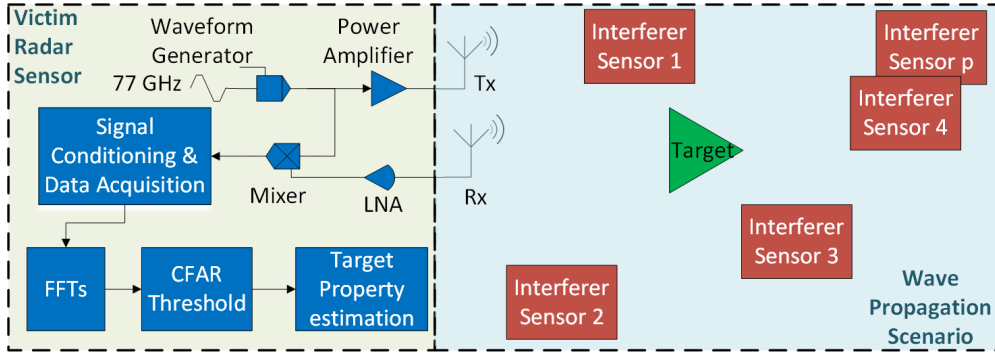 Victim
Radar
Sensor
Waveform
Generator
Power
Amplifier
77 GHz
Tx
Signal
Conditioning &
Data Acquisition
Mixer
LNA
Rx
FFTs
CFAR
Threshold
Target
Property
estimation
Interferer
Sensor 1
Interferer
Sensor p
Interferer
Sensor 4
Target
Interferer
Sensor 3
Interferer
Sensor 2
Wave
Propagation
Scenario